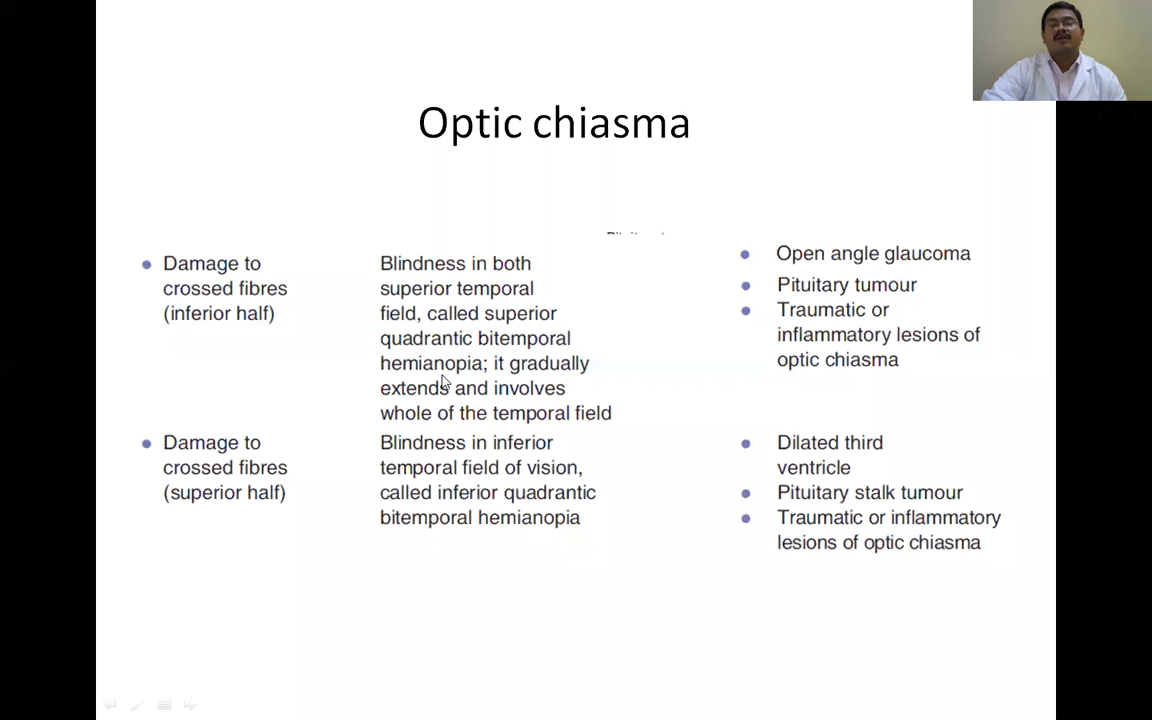 Optic chiasma
Damage to
crossed fibres
(inferior half)
Blindness in both
superior temporal
field, called superior
quadrantic bitemporal
hemianopia; it gradually
extends and involves
whole of the temporal field
Open angle glaucoma
Pituitary tumour
Traumatic or
inflammatory lesions of
optic chiasma
Damage to
crossed fibres
(superior half)
Blindness in inferior
temporal field of vision,
called inferior quadrantic
bitemporal hemianopia
Dilated third
ventricle
Pituitary stalk tumour
Traumatic or inflammatory
lesions of optic chiasma